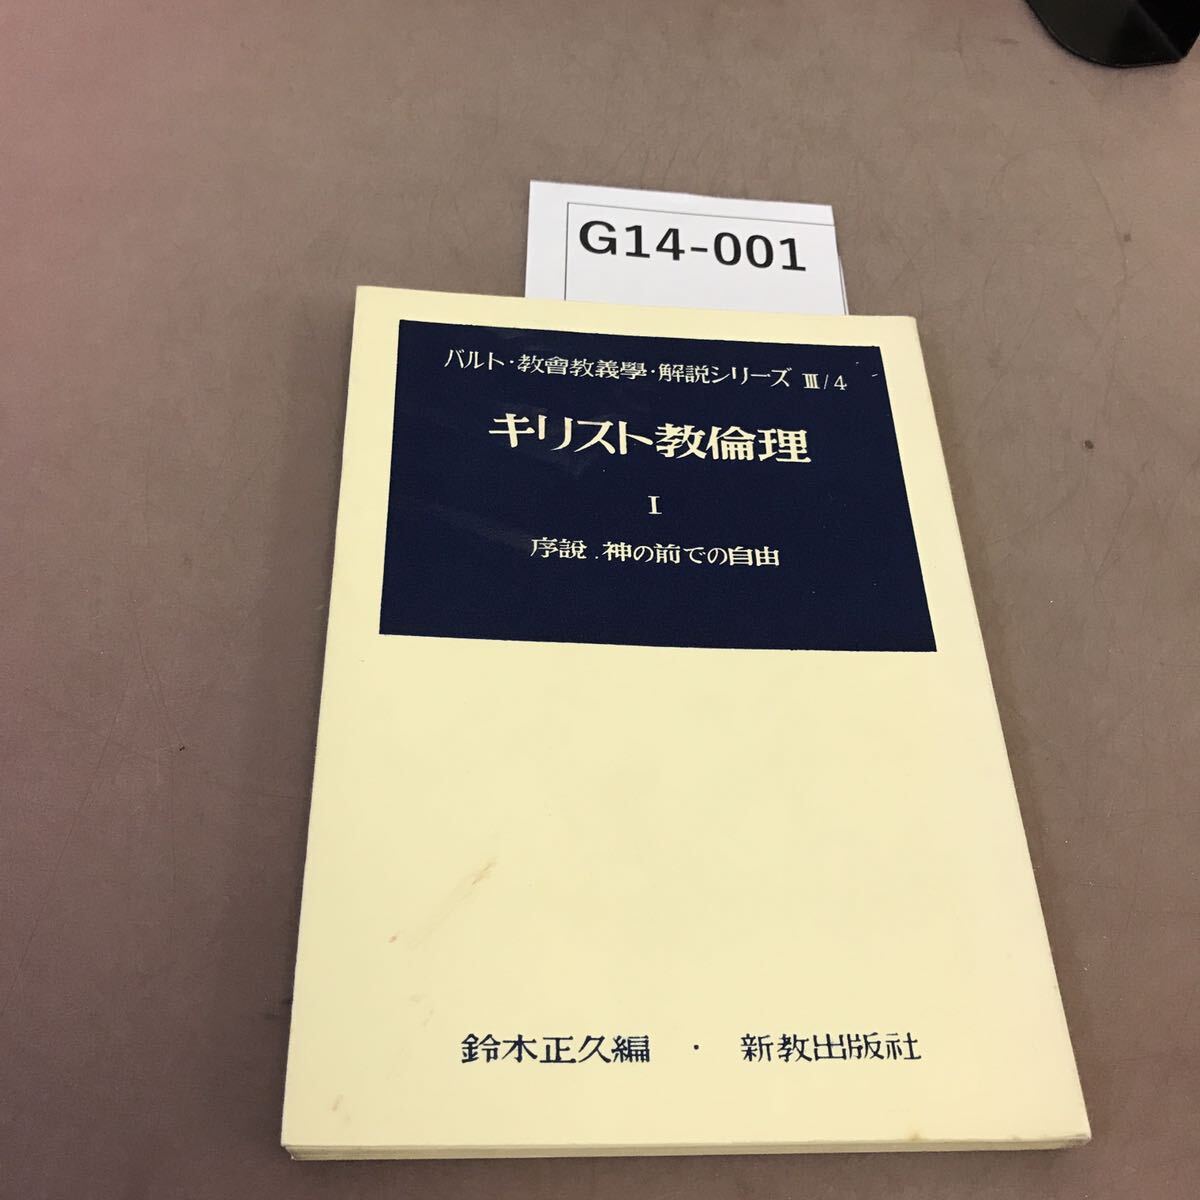 G14-001
バルト・教會教義學・解説シリーズ Ⅲ/4
キリスト教倫理
I
序說.神の前での自由
鈴木正久編 ・ 新教出版社